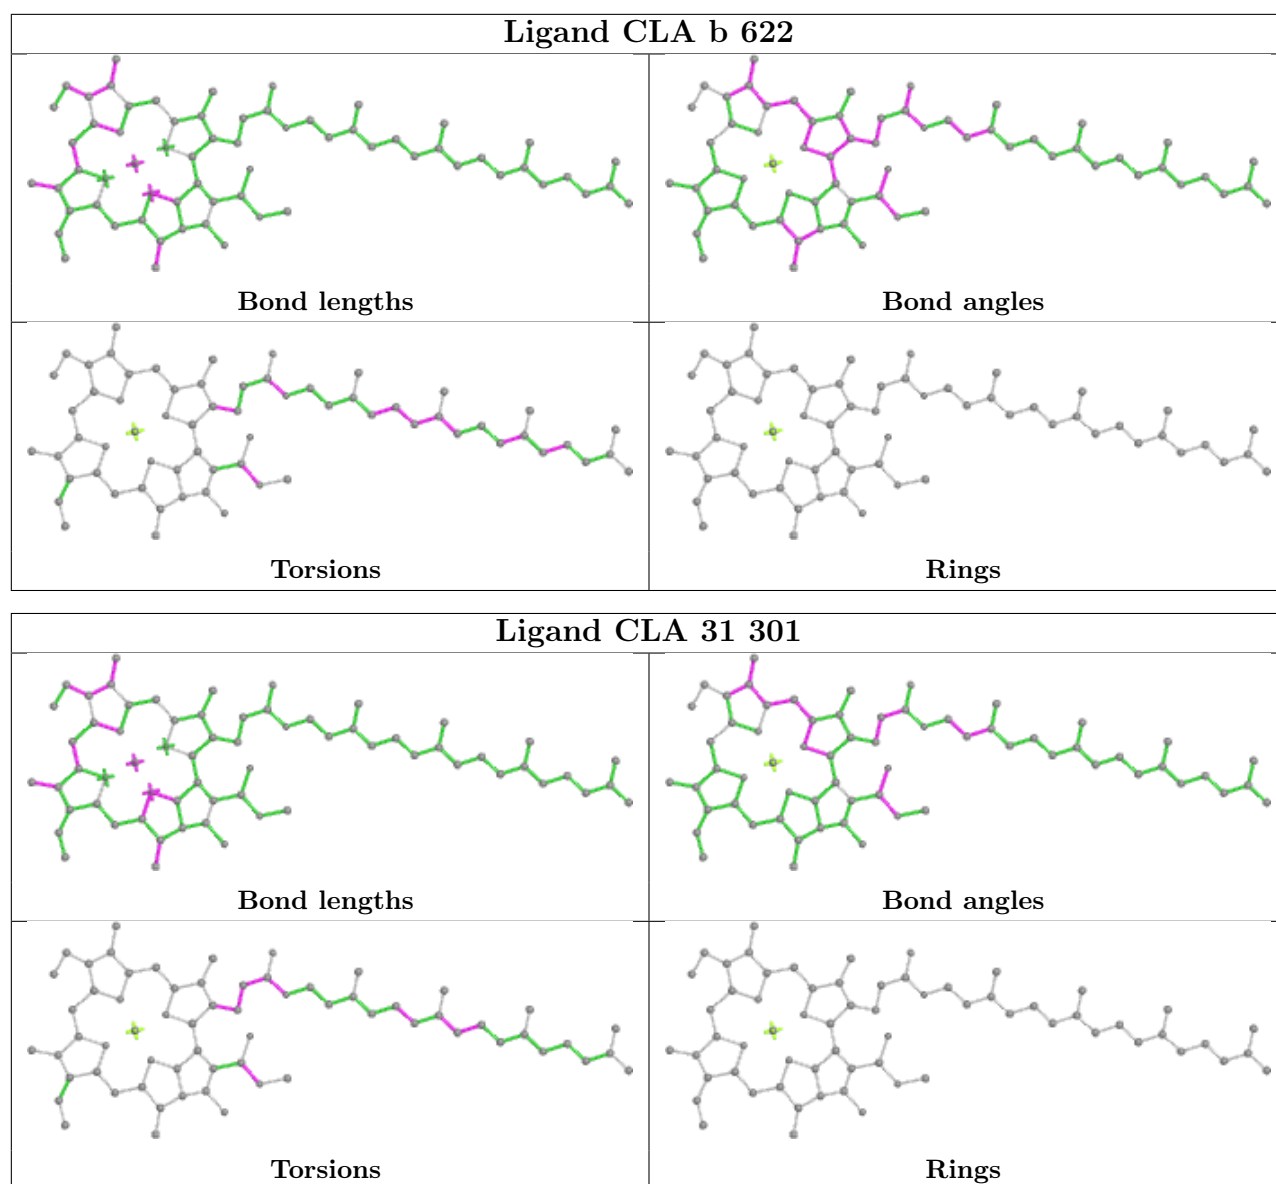 Ligand CLA b 622
Bond lengths
Bond angles
Torsions
Rings
Ligand CLA 31 301
Bond lengths
Bond angles
Torsions
Rings